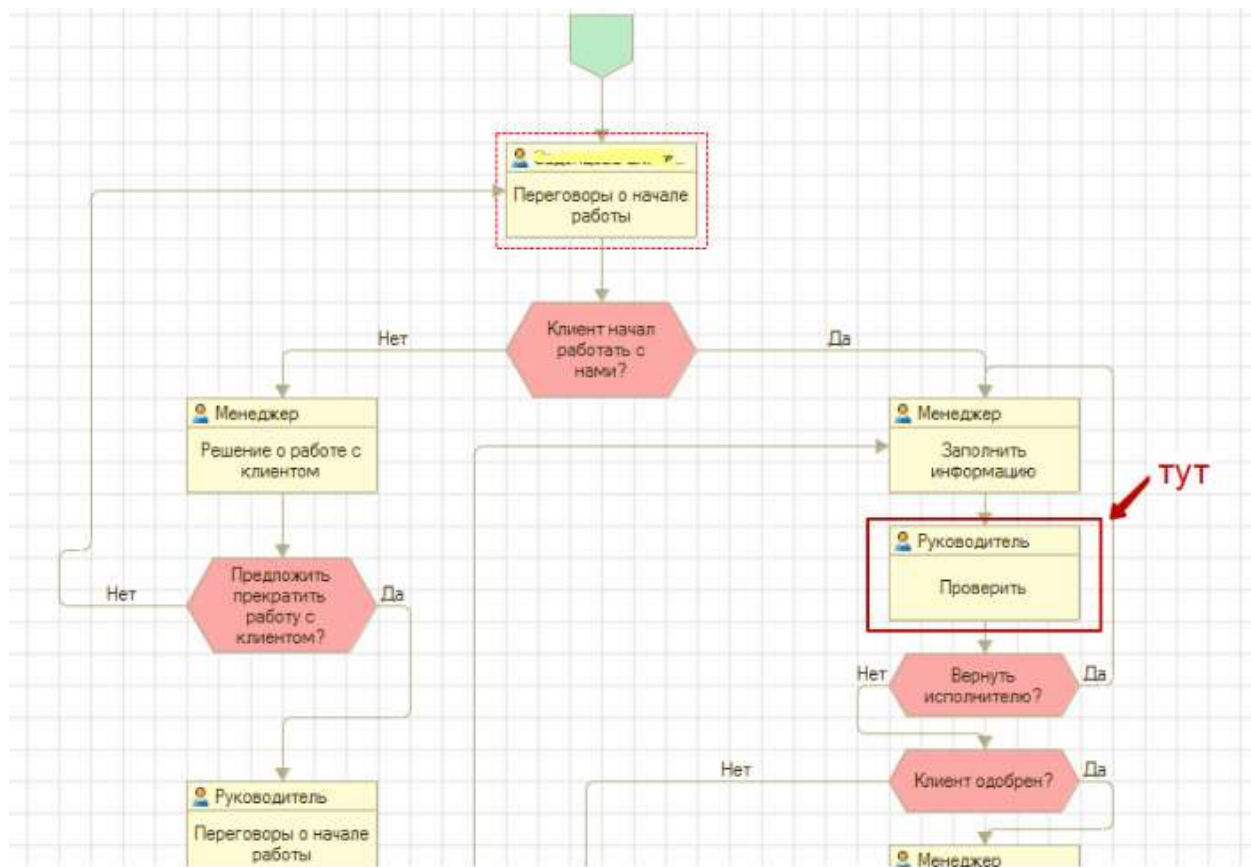 Переговоры о начале
работы
Клиент начал
работать с
нами?
Нет
Да
Менеджер
Решение о работе с
клиентом
Менеджер
Заполнить
информацию
тут
Руководитель
Проверить
Предложить
прекратить
работу с
клиентом?
Нет
Да
Вернуть
исполнителю?
Нет
Да
Клиент одобрен?
Нет
Да
Руководитель
Переговоры о начале
работы
Менеджер